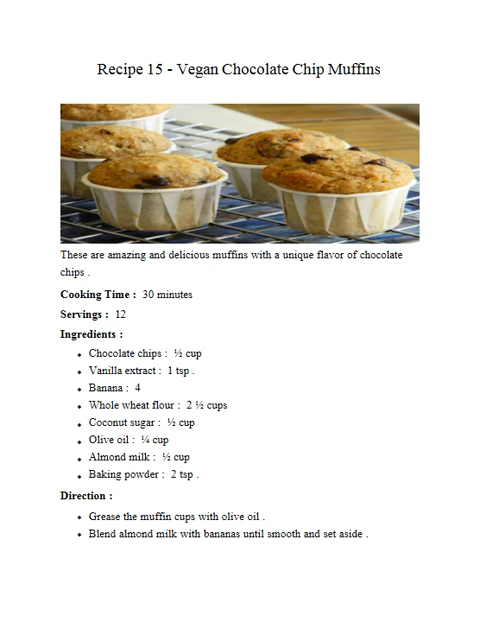 Recipe 15 - Vegan Chocolate Chip Muffins
These are amazing and delicious muffins with a unique flavor of chocolate
chips .
Cooking Time : 30 minutes
Servings : 12
Ingredients :
• Chocolate chips : ½ cup
• Vanilla extract : 1 tsp .
• Banana : 4
• Whole wheat flour : 2 ½ cups
• Coconut sugar : ½ cup
• Olive oil : ¼ cup
• Almond milk : ½ cup
• Baking powder : 2 tsp .
Direction :
• Grease the muffin cups with olive oil .
• Blend almond milk with bananas until smooth and set aside .